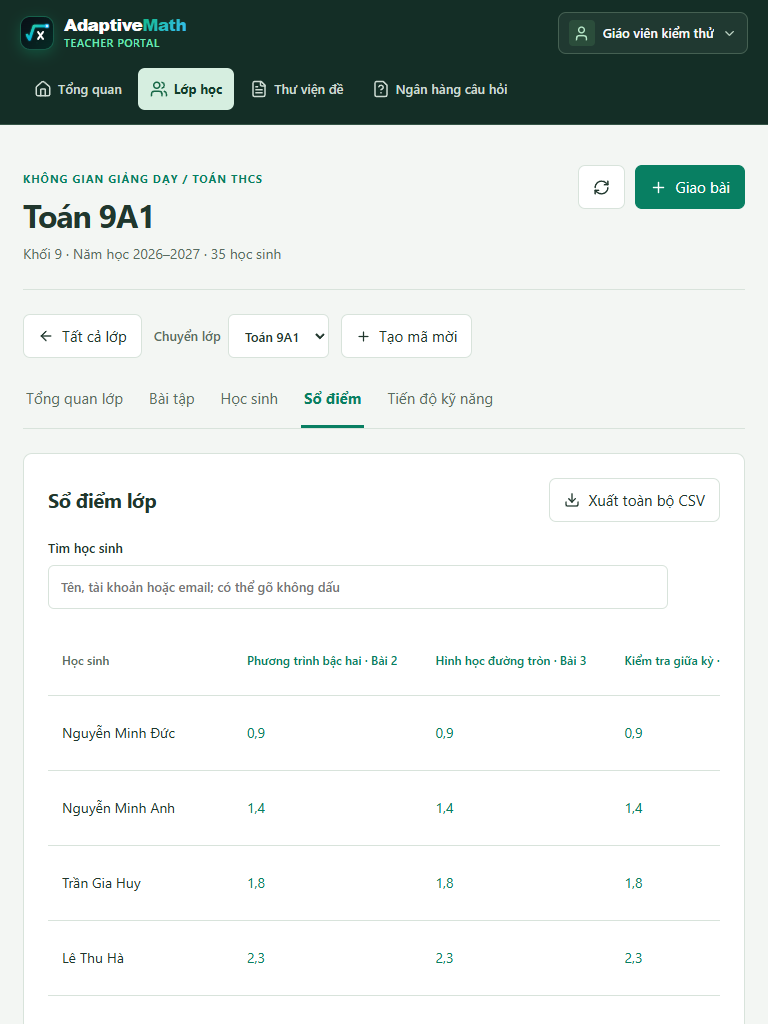 AdaptiveMath
TEACHER PORTAL
Giáo viên kiểm thử
Tổng quan
Lớp học
Thư viện đề
Ngân hàng câu hỏi
KHÔNG GIAN GIẢNG DẠY / TOÁN THCS
Toán 9A1
Khối 9 · Năm học 2026–2027 · 35 học sinh
Giao bài
Tất cả lớp
Chuyển lớp
Toán 9A1
Tạo mã mời
Tổng quan lớp
Bài tập
Học sinh
Sổ điểm
Tiến độ kỹ năng
Sổ điểm lớp
Xuất toàn bộ CSV
Tìm học sinh
Tên, tài khoản hoặc email; có thể gõ không dấu
Học sinh Phương trình bậc hai · Bài 2 Hình học đường tròn · Bài 3 Kiểm tra giữa kỳ ·
Nguyễn Minh Đức 0,9 0,9 0,9
Nguyễn Minh Anh 1,4 1,4 1,4
Trần Gia Huy 1,8 1,8 1,8
Lê Thu Hà 2,3 2,3 2,3